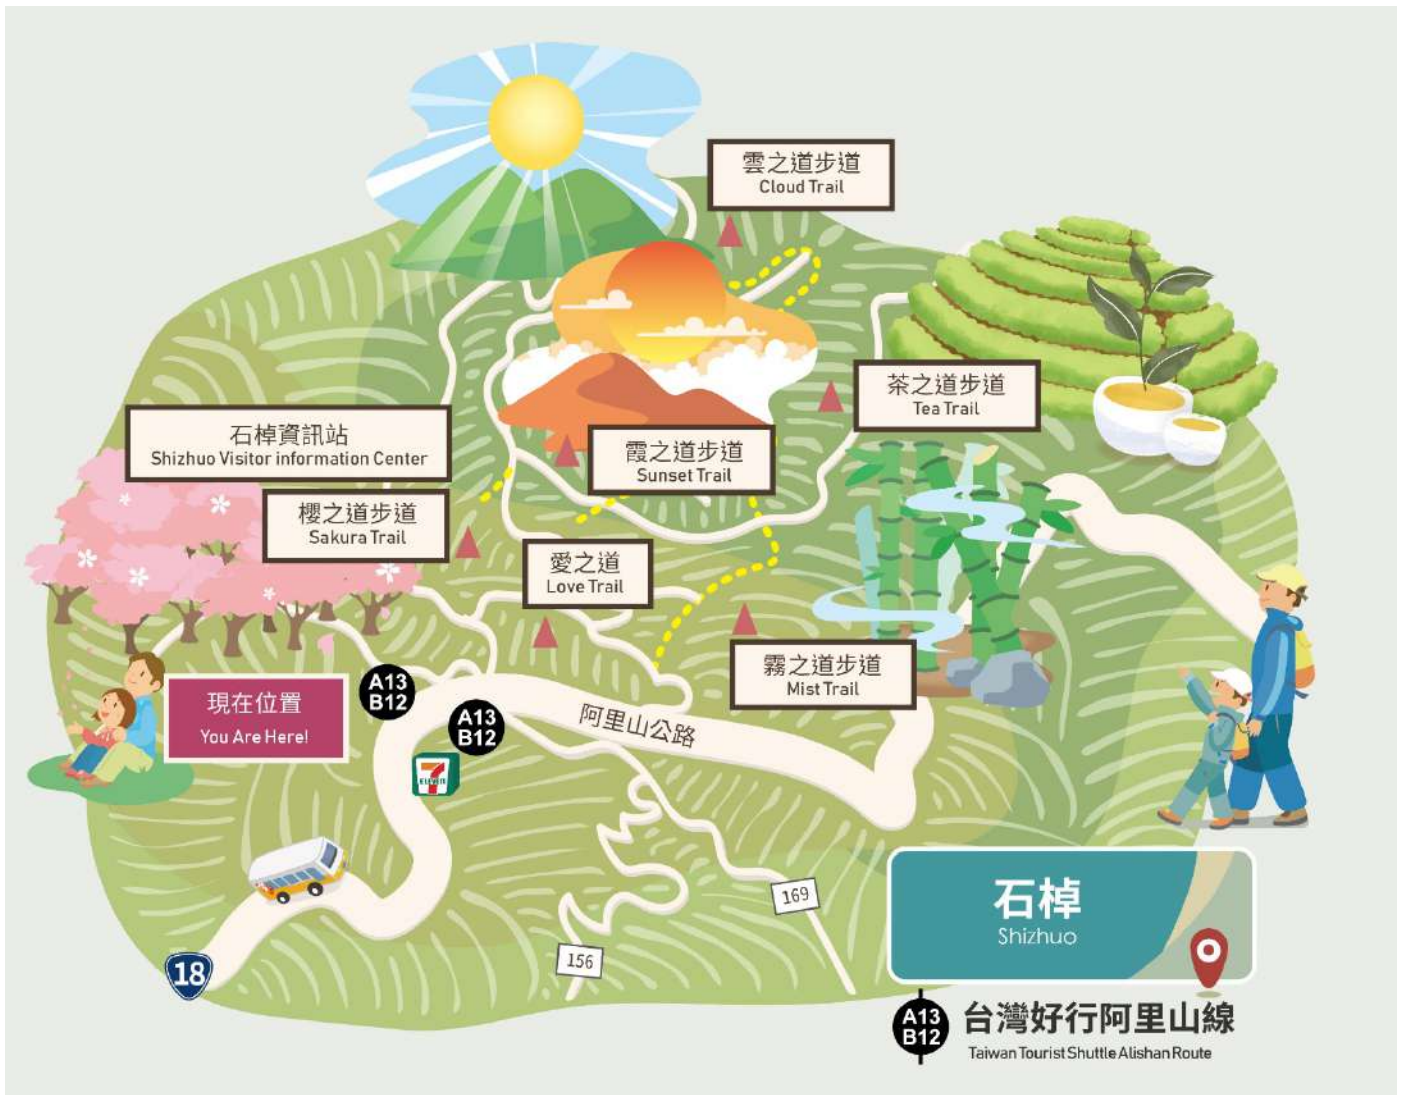 雲之道步道
Cloud Trail
茶之道步道
Tea Trail
石棹資訊站
Shizhuo Visitor information Center
霞之道步道
Sunset Trail
櫻之道步道
Sakura Trail
愛之道
Love Trail
霧之道步道
Mist Trail
現在位置
You Are Here!
A13
B12
A13
B12
阿里山公路
7
ELEVEn
169
156
18
石棹
Shizhuo
A13
B12
台灣好行阿里山線
Taiwan Tourist Shuttle Alishan Route